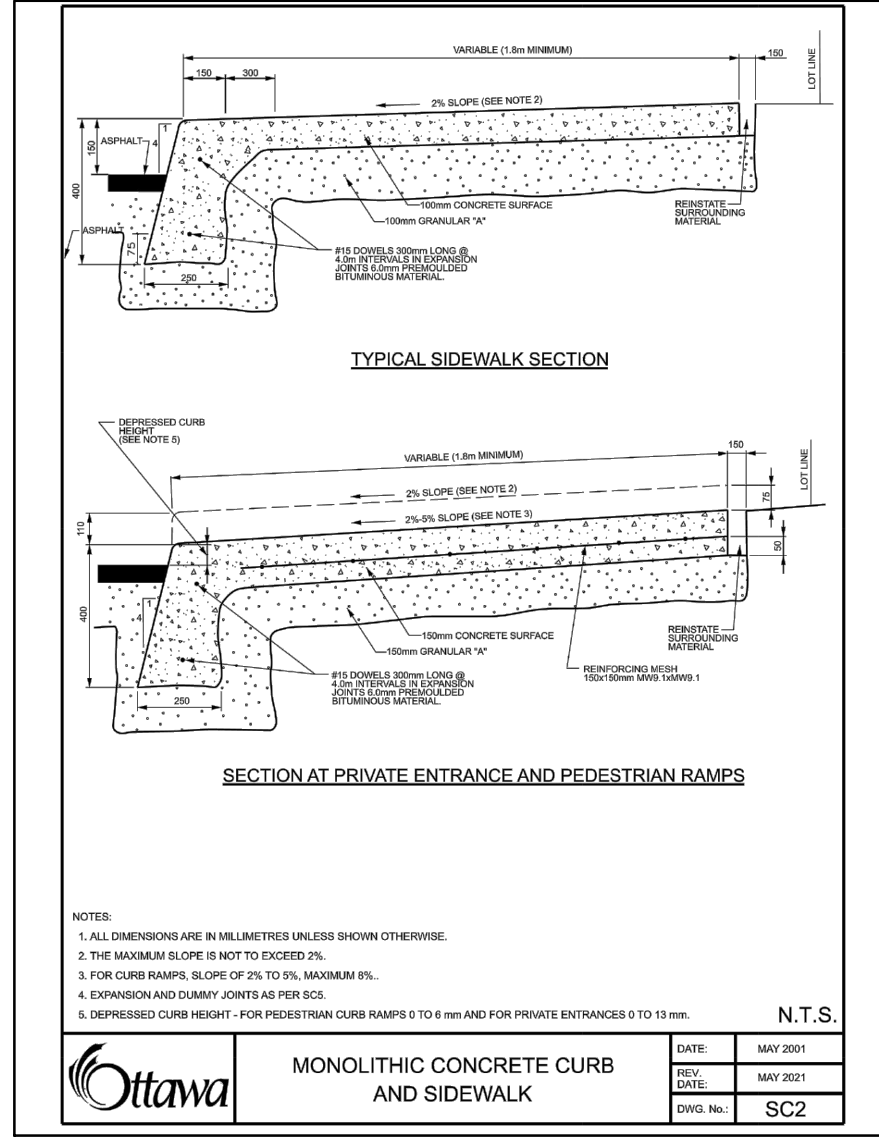 VARIABLE (1.8m MINIMUM)
150
LOT LINE
150
300
2% SLOPE (SEE NOTE 2)
ASPHALT
1
4
150
400
100mm CONCRETE SURFACE
100mm GRANULAR "A"
REINSTATE
SURROUNDING
MATERIAL
ASPHALT
75
#15 DOWELS 300mm LONG @
4.0m INTERVALS IN EXPANSION
JOINTS 6.0mm PREMOULDED
BITUMINOUS MATERIAL.
250
TYPICAL SIDEWALK SECTION
DEPRESSED CURB
HEIGHT
(SEE NOTE 5)
VARIABLE (1.8m MINIMUM)
150
LOT LINE
2% SLOPE (SEE NOTE 2)
75
110
2%-5% SLOPE (SEE NOTE 3)
50
400
1
4
150mm CONCRETE SURFACE
150mm GRANULAR "A"
REINSTATE
SURROUNDING
MATERIAL
REINFORCING MESH
150x150mm MW9.1xMW9.1
#15 DOWELS 300mm LONG @
4.0m INTERVALS IN EXPANSION
JOINTS 6.0mm PREMOULDED
BITUMINOUS MATERIAL.
250
SECTION AT PRIVATE ENTRANCE AND PEDESTRIAN RAMPS
NOTES:
1. ALL DIMENSIONS ARE IN MILLIMETRES UNLESS SHOWN OTHERWISE.
2. THE MAXIMUM SLOPE IS NOT TO EXCEED 2%.
3. FOR CURB RAMPS, SLOPE OF 2% TO 5%, MAXIMUM 8%..
4. EXPANSION AND DUMMY JOINTS AS PER SC5.
5. DEPRESSED CURB HEIGHT - FOR PEDESTRIAN CURB RAMPS 0 TO 6 mm AND FOR PRIVATE ENTRANCES 0 TO 13 mm.
N.T.S.
Ottawa
MONOLITHIC CONCRETE CURB
AND SIDEWALK
DATE:
MAY 2001
REV.
DATE:
MAY 2021
DWG. No.:
SC2